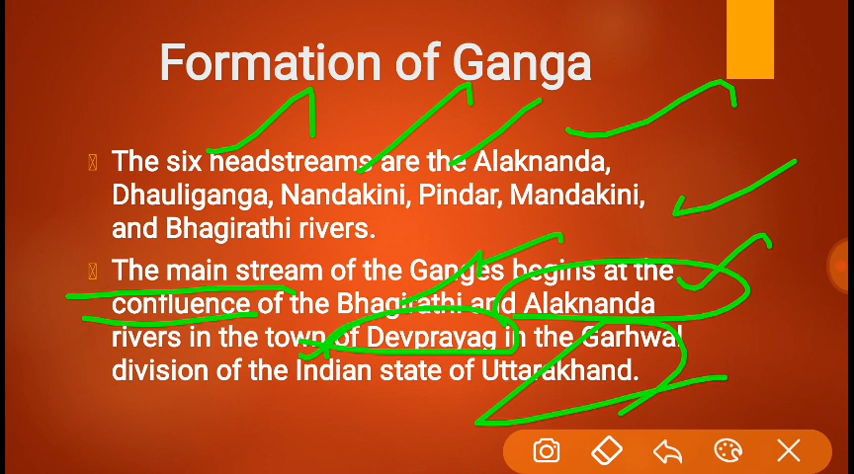 Formation of Ganga
The six headstreams are the Alaknanda,
Dhauliganga, Nandakini, Pindar, Mandakini,
and Bhagirathi rivers.
The main stream of the Ganges begins at the
confluence of the Bhagirathi and Alaknanda
rivers in the town of Devprayag in the Garhwal
division of the Indian state of Uttarakhand.